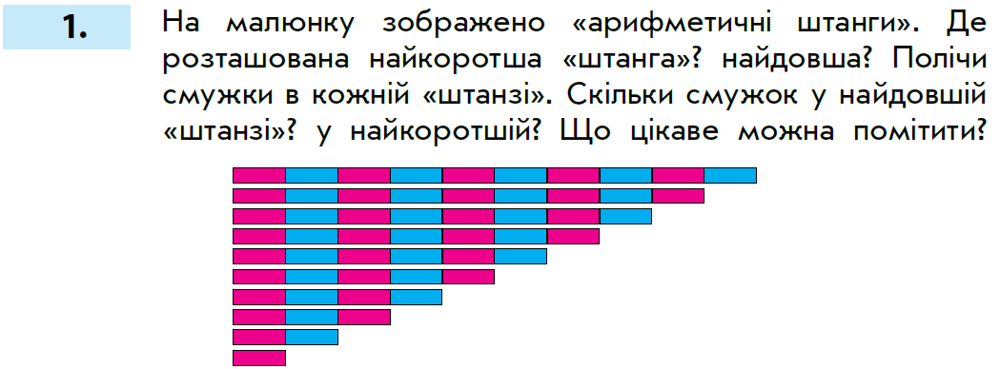 1.
На малюнку зображено «арифметичні штанги». Де
розташована найкоротша «штанга»? найдовша? Полічи
смужки в кожній «штанзі». Скільки смужок у найдовшій
«штанзі»? у найкоротшій? Що цікаве можна помітити?